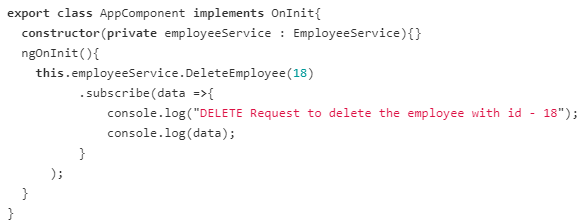 export class AppComponent implements OnInit{
  constructor(private employeeService : EmployeeService){}
  ngOnInit(){
    this.employeeService.DeleteEmployee(18)
          .subscribe(data =>{
              console.log("DELETE Request to delete the employee with id - 18");
              console.log(data);
          }
      );
  }
}